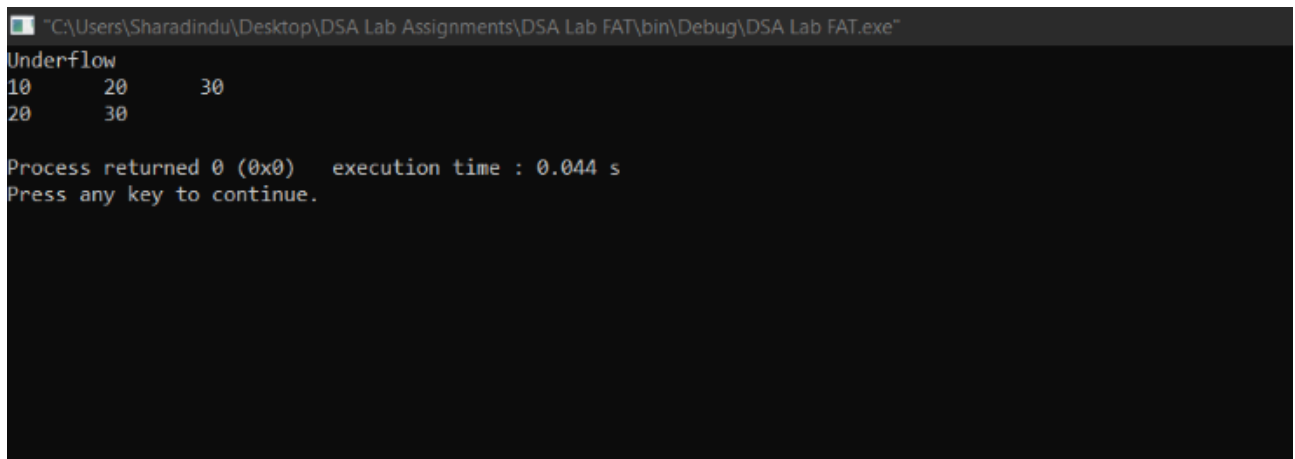 "C:\Users\Sharadindu\Desktop\DSA Lab Assignments\DSA Lab FAT\bin\Debug\DSA Lab FAT.exe"
Underflow
10 20 30
20 30
Process returned 0 (0x0) execution time : 0.044 s
Press any key to continue.